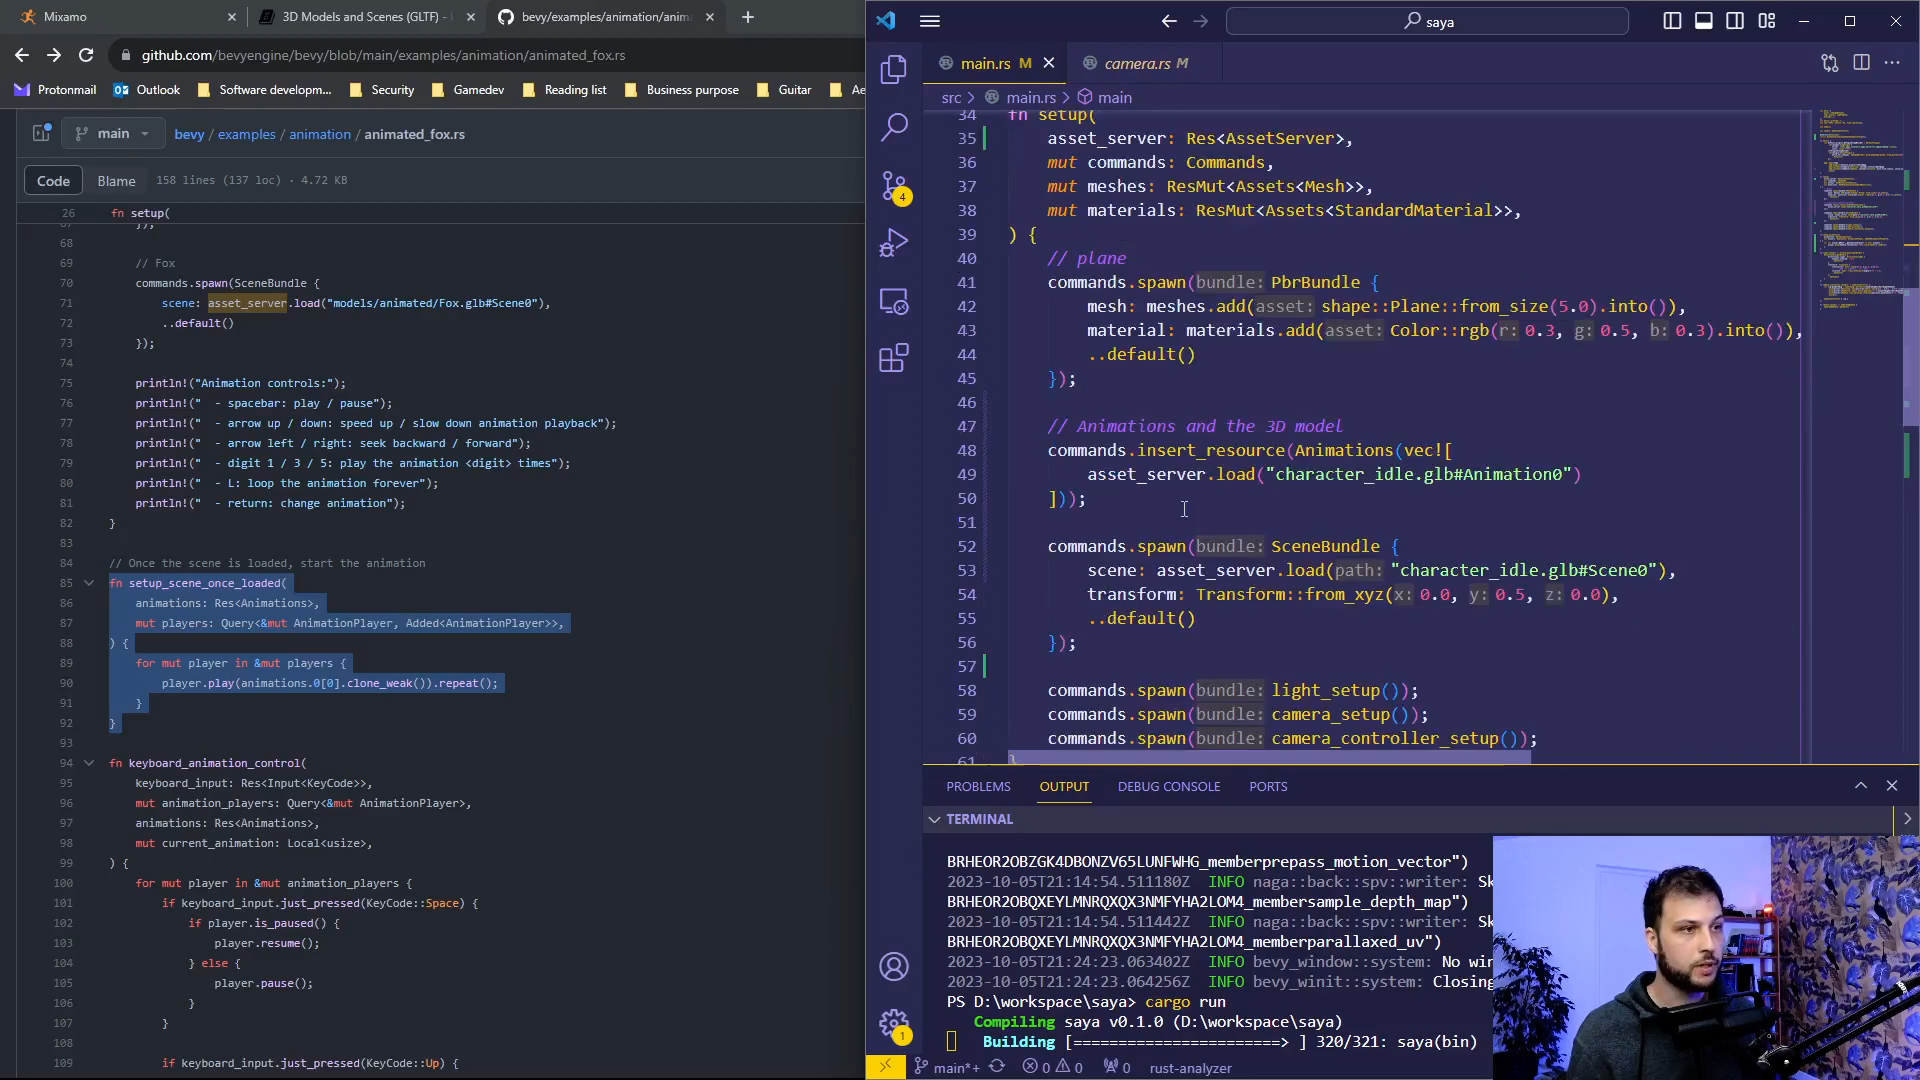 Mixamo
3D Models and Scenes (GLTF) -
bevy/examples/animation/anima
github.com/bevyengine/bevy/blob/main/examples/animation/animated_fox.rs
Protonmail Outlook Software developm... Security Gamedev Reading list Business purpose Guitar Ae
main bevy / examples / animation / animated_fox.rs
Code Blame 158 lines (137 loc) · 4.72 KB
26 fn setup(
67 });
68
69 // Fox
70 commands.spawn(SceneBundle {
71 scene: asset_server.load("models/animated/Fox.glb#Scene0"),
72 ..default()
73 });
74
75 println!("Animation controls:");
76 println!("  - spacebar: play / pause");
77 println!("  - arrow up / down: speed up / slow down animation playback");
78 println!("  - arrow left / right: seek backward / forward");
79 println!("  - digit 1 / 3 / 5: play the animation <digit> times");
80 println!("  - L: loop the animation forever");
81 println!("  - return: change animation");
82 }
83
84 // Once the scene is loaded, start the animation
85 fn setup_scene_once_loaded(
86 animations: Res<Animations>,
87 mut players: Query<&mut AnimationPlayer, Added<AnimationPlayer>>,
88 ) {
89 for mut player in &mut players {
90 player.play(animations.0[0].clone_weak()).repeat();
91 }
92 }
93
94 fn keyboard_animation_control(
95 keyboard_input: Res<Input<KeyCode>>,
96 mut animation_players: Query<&mut AnimationPlayer>,
97 animations: Res<Animations>,
98 mut current_animation: Local<usize>,
99 ) {
100 for mut player in &mut animation_players {
101 if keyboard_input.just_pressed(KeyCode::Space) {
102 if player.is_paused() {
103 player.resume();
104 } else {
105 player.pause();
106 }
107 }
108
109 if keyboard_input.just_pressed(KeyCode::Up) {
saya
main.rs M camera.rs M
src > main.rs > main
34 fn setup(
35 asset_server: Res<AssetServer>,
36 mut commands: Commands,
37 mut meshes: ResMut<Assets<Mesh>>,
38 mut materials: ResMut<Assets<StandardMaterial>>,
39 ) {
40 // plane
41 commands.spawn(bundle: PbrBundle {
42 mesh: meshes.add(asset: shape::Plane::from_size(5.0).into()),
43 material: materials.add(asset: Color::rgb(r: 0.3, g: 0.5, b: 0.3).into()),
44 ..default()
45 });
46
47 // Animations and the 3D model
48 commands.insert_resource(Animations(vec![
49 asset_server.load("character_idle.glb#Animation0")
50 ]));
51
52 commands.spawn(bundle: SceneBundle {
53 scene: asset_server.load(path: "character_idle.glb#Scene0"),
54 transform: Transform::from_xyz(x: 0.0, y: 0.5, z: 0.0),
55 ..default()
56 });
57
58 commands.spawn(bundle: light_setup());
59 commands.spawn(bundle: camera_setup());
60 commands.spawn(bundle: camera_controller_setup());
61 }
4
PROBLEMS OUTPUT DEBUG CONSOLE PORTS
TERMINAL
BRHEOR2OBZGK4DBONZV65LUNFWHG_memberprepass_motion_vector")
2023-10-05T21:14:54.511180Z INFO naga::back::spv::writer: Sk
BRHEOR2OBQXEYLMNRQXQX3NMFYHA2LOM4_membersample_depth_map")
2023-10-05T21:14:54.511442Z INFO naga::back::spv::writer: Sk
BRHEOR2OBQXEYLMNRQXQX3NMFYHA2LOM4_memberparallaxed_uv")
2023-10-05T21:24:23.063402Z INFO bevy_window::system: No win
2023-10-05T21:24:23.064256Z INFO bevy_winit::system: Closing
PS D:\workspace\saya> cargo run
Compiling saya v0.1.0 (D:\workspace\saya)
Building [=======================> ] 320/321: saya(bin)
1
main*+ 0 0 0 rust-analyzer